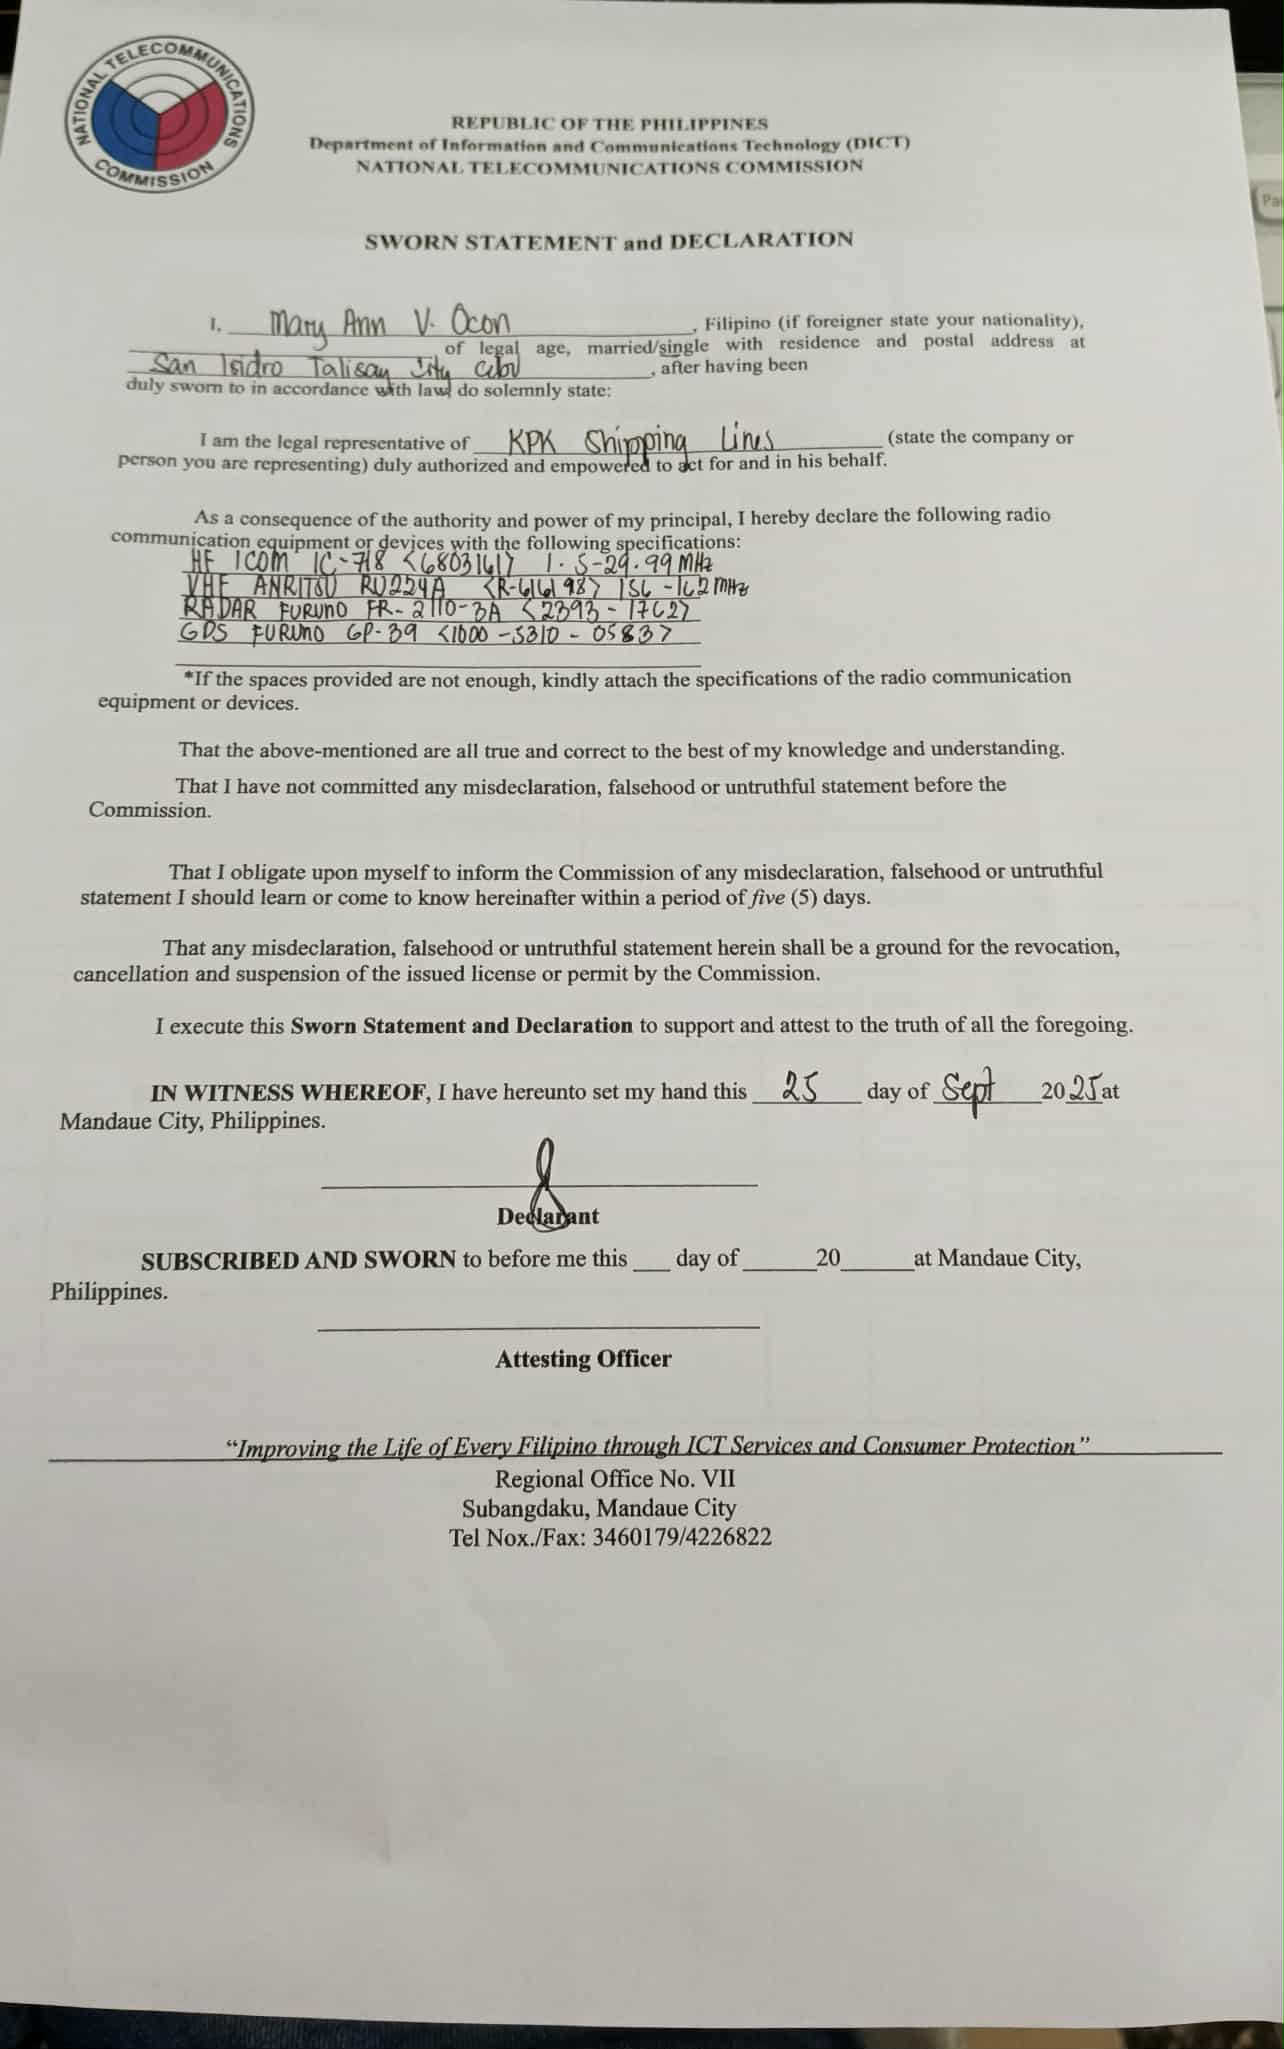 NATIONAL TELECOMMUNICATIONS COMMISSION
REPUBLIC OF THE PHILIPPINES
Department of Information and Communications Technology (DICT)
NATIONAL TELECOMMUNICATIONS COMMISSION
SWORN STATEMENT and DECLARATION
I, Mary Ann V. Ocon, Filipino (if foreigner state your nationality),
of legal age, married/single with residence and postal address at
San Isidro Talisay City Cebu, after having been
duly sworn to in accordance with law, do solemnly state:
I am the legal representative of KPK Shipping Lines (state the company or
person you are representing) duly authorized and empowered to act for and in his behalf.
As a consequence of the authority and power of my principal, I hereby declare the following radio
communication equipment or devices with the following specifications:
HF ICOM IC-718 <6803161> 1.5-29.99 MHz
VHF ANRITSU RU224A <R-616198> 156-162 MHz
RADAR FURUNO FR-2110-3A <2393-1762>
GPS FURUNO GP-39 <1000-5310-0583>
*If the spaces provided are not enough, kindly attach the specifications of the radio communication
equipment or devices.
That the above-mentioned are all true and correct to the best of my knowledge and understanding.
That I have not committed any misdeclaration, falsehood or untruthful statement before the
Commission.
That I obligate upon myself to inform the Commission of any misdeclaration, falsehood or untruthful
statement I should learn or come to know hereinafter within a period of five (5) days.
That any misdeclaration, falsehood or untruthful statement herein shall be a ground for the revocation,
cancellation and suspension of the issued license or permit by the Commission.
I execute this Sworn Statement and Declaration to support and attest to the truth of all the foregoing.
IN WITNESS WHEREOF, I have hereunto set my hand this 25 day of Sept 2025 at
Mandaue City, Philippines.
Declarant
SUBSCRIBED AND SWORN to before me this ___ day of ______20______at Mandaue City,
Philippines.
Attesting Officer
“Improving the Life of Every Filipino through ICT Services and Consumer Protection”
Regional Office No. VII
Subangdaku, Mandaue City
Tel Nox./Fax: 3460179/4226822